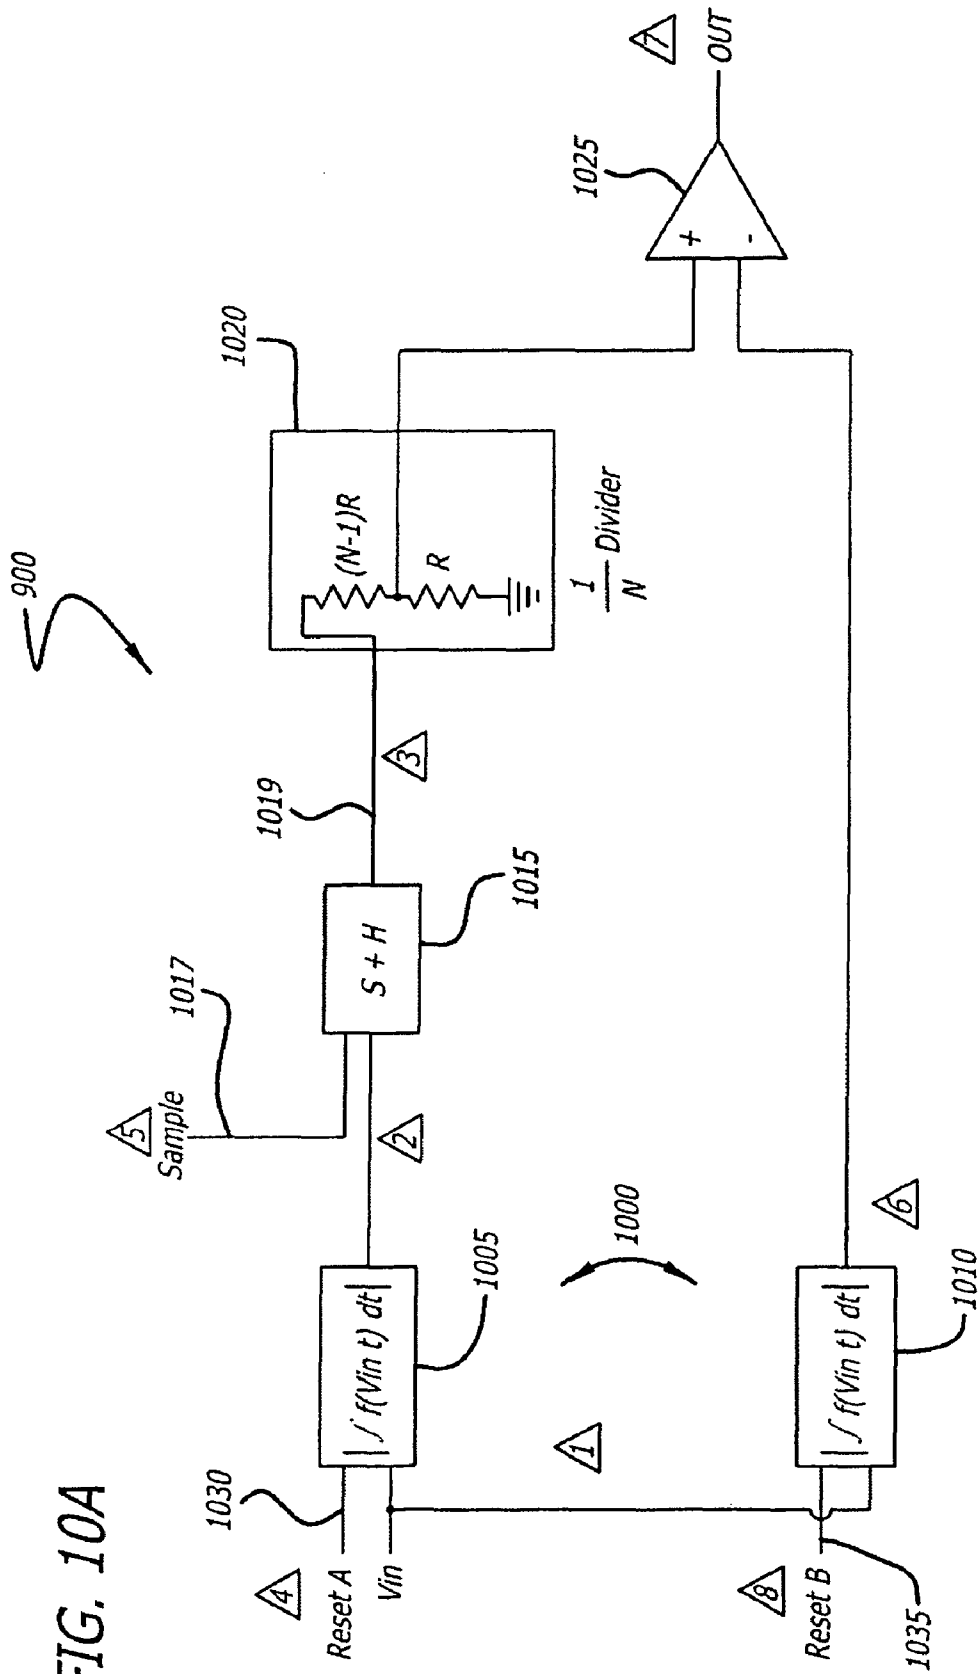 FIG. 10A
900
4
Reset A
Vin
1030
1
|∫ f(Vin t) dt|
1005
2
5
Sample
1017
S + H
1015
1019
3
1020
(N-1)R
R
1/N Divider
8
Reset B
1035
|∫ f(Vin t) dt|
1010
1000
6
+
-
1025
7
OUT